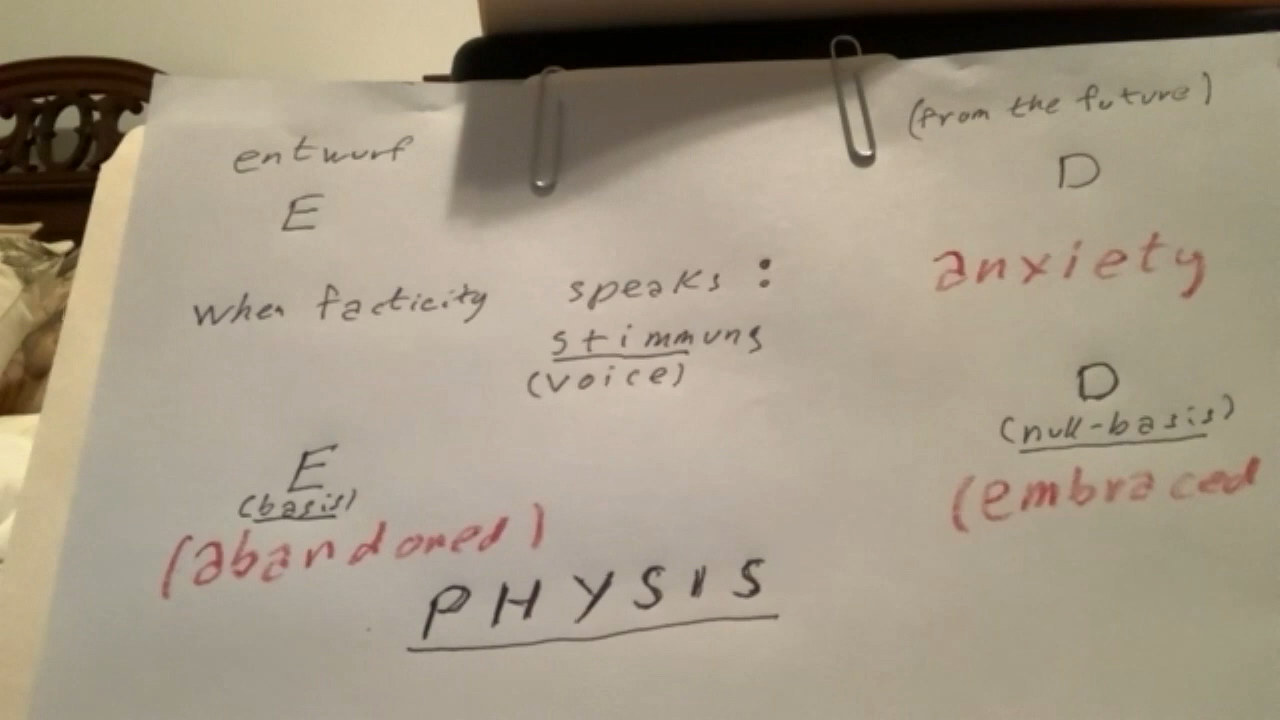 entwurf (from the future)
E D
when facticity speaks : anxiety
stimmung
(voice)
E D
(basis) (null-basis)
(abandoned) (embraced
PHYSIS